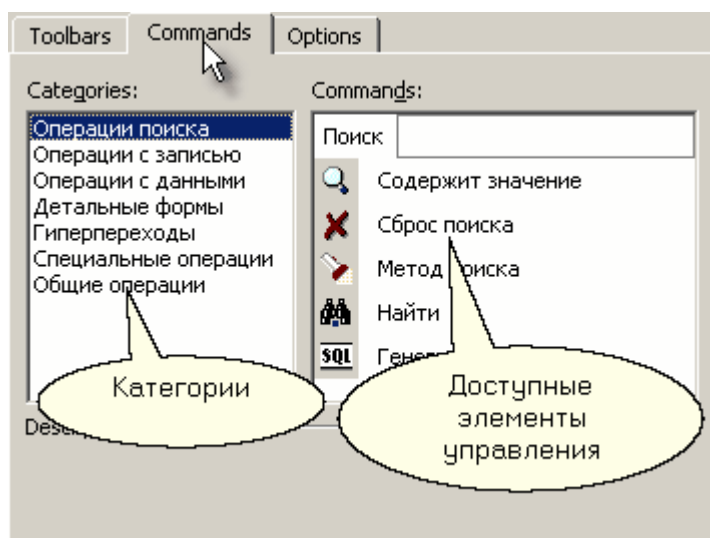 Toolbars Commands Options
Categories:
Commands:
Операции поиска
Операции с записью
Операции с данными
Детальные формы
Гиперпереходы
Специальные операции
Общие операции
Поиск
Содержит значение
Сброс поиска
Метод поиска
Найти
SQL
Категории
Доступные
элементы
управления